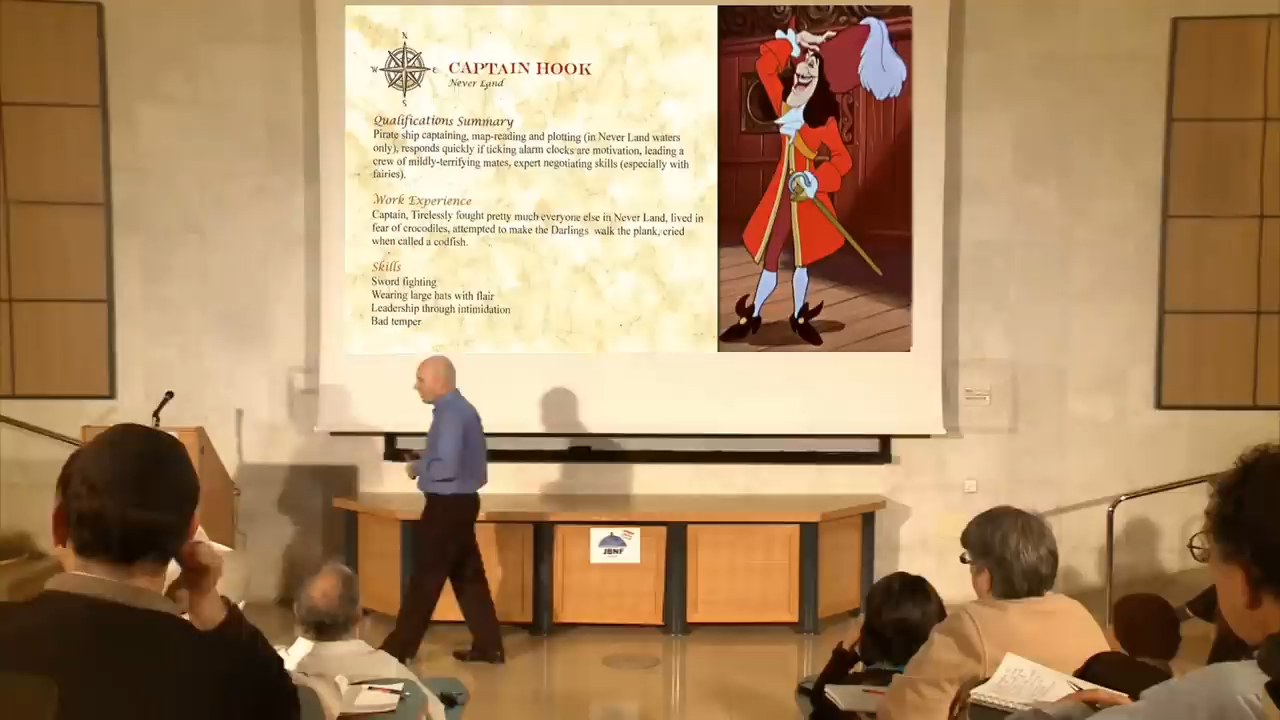 N
W E
CAPTAIN HOOK
Never Land
S
Qualifications Summary
Pirate ship captaining, map-reading and plotting (in Never Land waters
only), responds quickly if ticking alarm clocks are motivation, leading a
crew of mildly-terrifying mates, expert negotiating skills (especially with
fairies).
Work Experience
Captain, Tirelessly fought pretty much everyone else in Never Land, lived in
fear of crocodiles, attempted to make the Darlings walk the plank, cried
when called a codfish.
Skills
Sword fighting
Wearing large hats with flair
Leadership through intimidation
Bad temper
JBNF